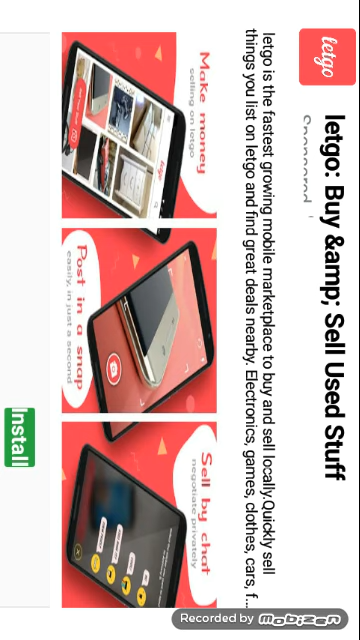 letgo
letgo: Buy &amp; Sell Used Stuff
Sponsored
letgo is the fastest growing mobile marketplace to buy and sell locally.Quickly sell
things you list on letgo and find great deals nearby. Electronics, games, clothes, cars, f...
Make money
selling on letgo
Post in a snap
easily, in just a second
Sell by chat
negotiate privately
Install
Recorded by mobizen